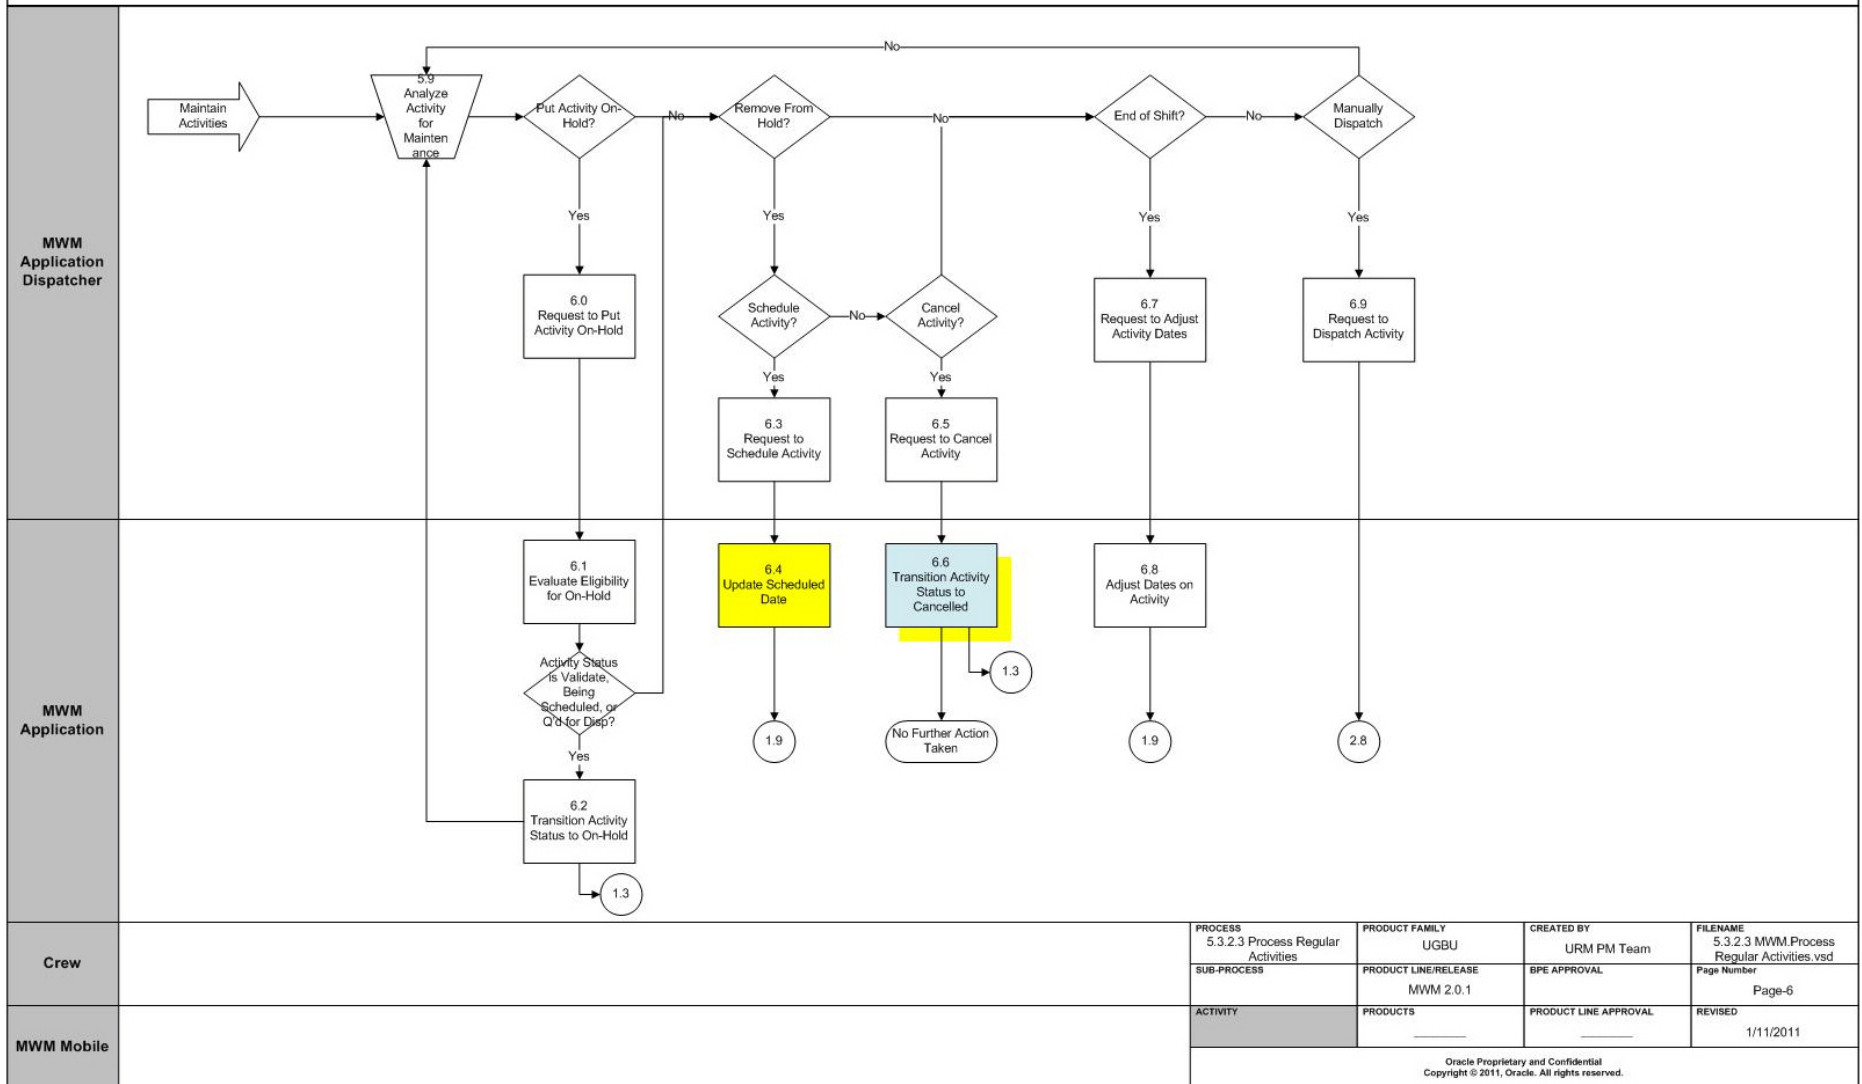 No
Maintain
Activities
5.9
Analyze
Activity
for
Mainten
ance
Put Activity On-
Hold?
No
Remove From
Hold?
No
End of Shift?
No
Manually
Dispatch
Yes
Yes
Yes
Yes
MWM
Application
Dispatcher
6.0
Request to Put
Activity On-Hold
Schedule
Activity?
No
Cancel
Activity?
6.7
Request to Adjust
Activity Dates
6.9
Request to
Dispatch Activity
Yes
Yes
6.3
Request to
Schedule Activity
6.5
Request to Cancel
Activity
6.1
Evaluate Eligibility
for On-Hold
6.4
Update Scheduled
Date
6.6
Transition Activity
Status to
Cancelled
6.8
Adjust Dates on
Activity
1.3
Activity Status
is Validate,
Being
Scheduled, or
Q'd for Disp?
MWM
Application
1.9
No Further Action
Taken
1.9
2.8
Yes
6.2
Transition Activity
Status to On-Hold
1.3
Crew
PROCESS
5.3.2.3 Process Regular
Activities
PRODUCT FAMILY
UGBU
CREATED BY
URM PM Team
FILENAME
5.3.2.3 MWM.Process
Regular Activities.vsd
SUB-PROCESS
PRODUCT LINE/RELEASE
MWM 2.0.1
BPE APPROVAL
Page Number
Page-6
MWM Mobile
ACTIVITY
PRODUCTS
PRODUCT LINE APPROVAL
REVISED
1/11/2011
Oracle Proprietary and Confidential
Copyright © 2011, Oracle. All rights reserved.